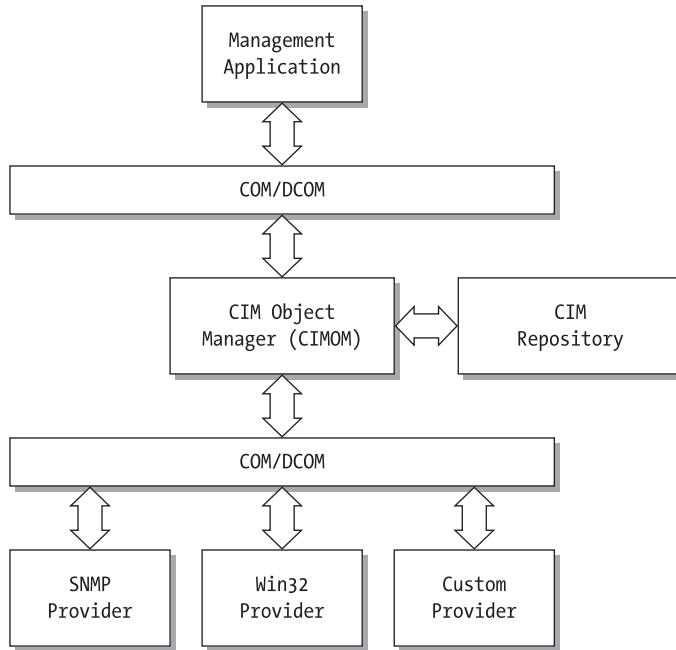 Management
Application
COM/DCOM
CIM Object
Manager (CIMOM)
CIM
Repository
COM/DCOM
SNMP
Provider
Win32
Provider
Custom
Provider